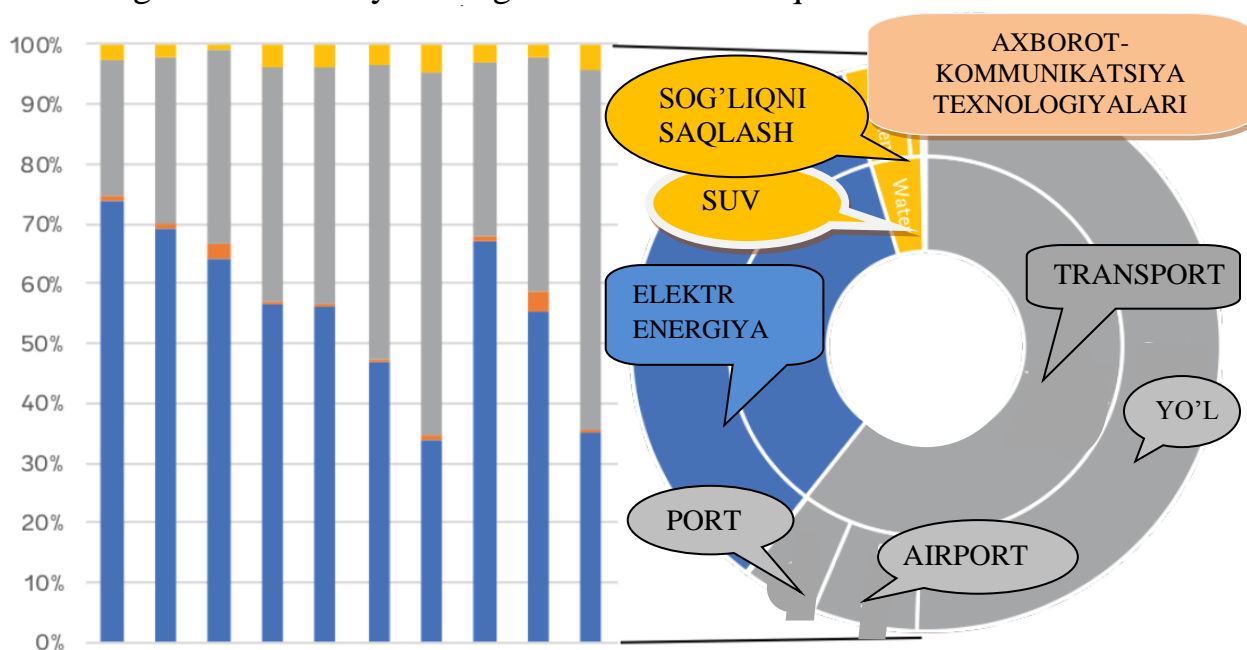 100%
90%
80%
70%
60%
50%
40%
30%
20%
10%
0%
AXBOROT-
KOMMUNIKATSIYA
TEXNOLOGIYALARI
SOG’LIQNI
SAQLASH
SUV
TRANSPORT
ELEKTR
ENERGIYA
YO’L
PORT
AIRPORT